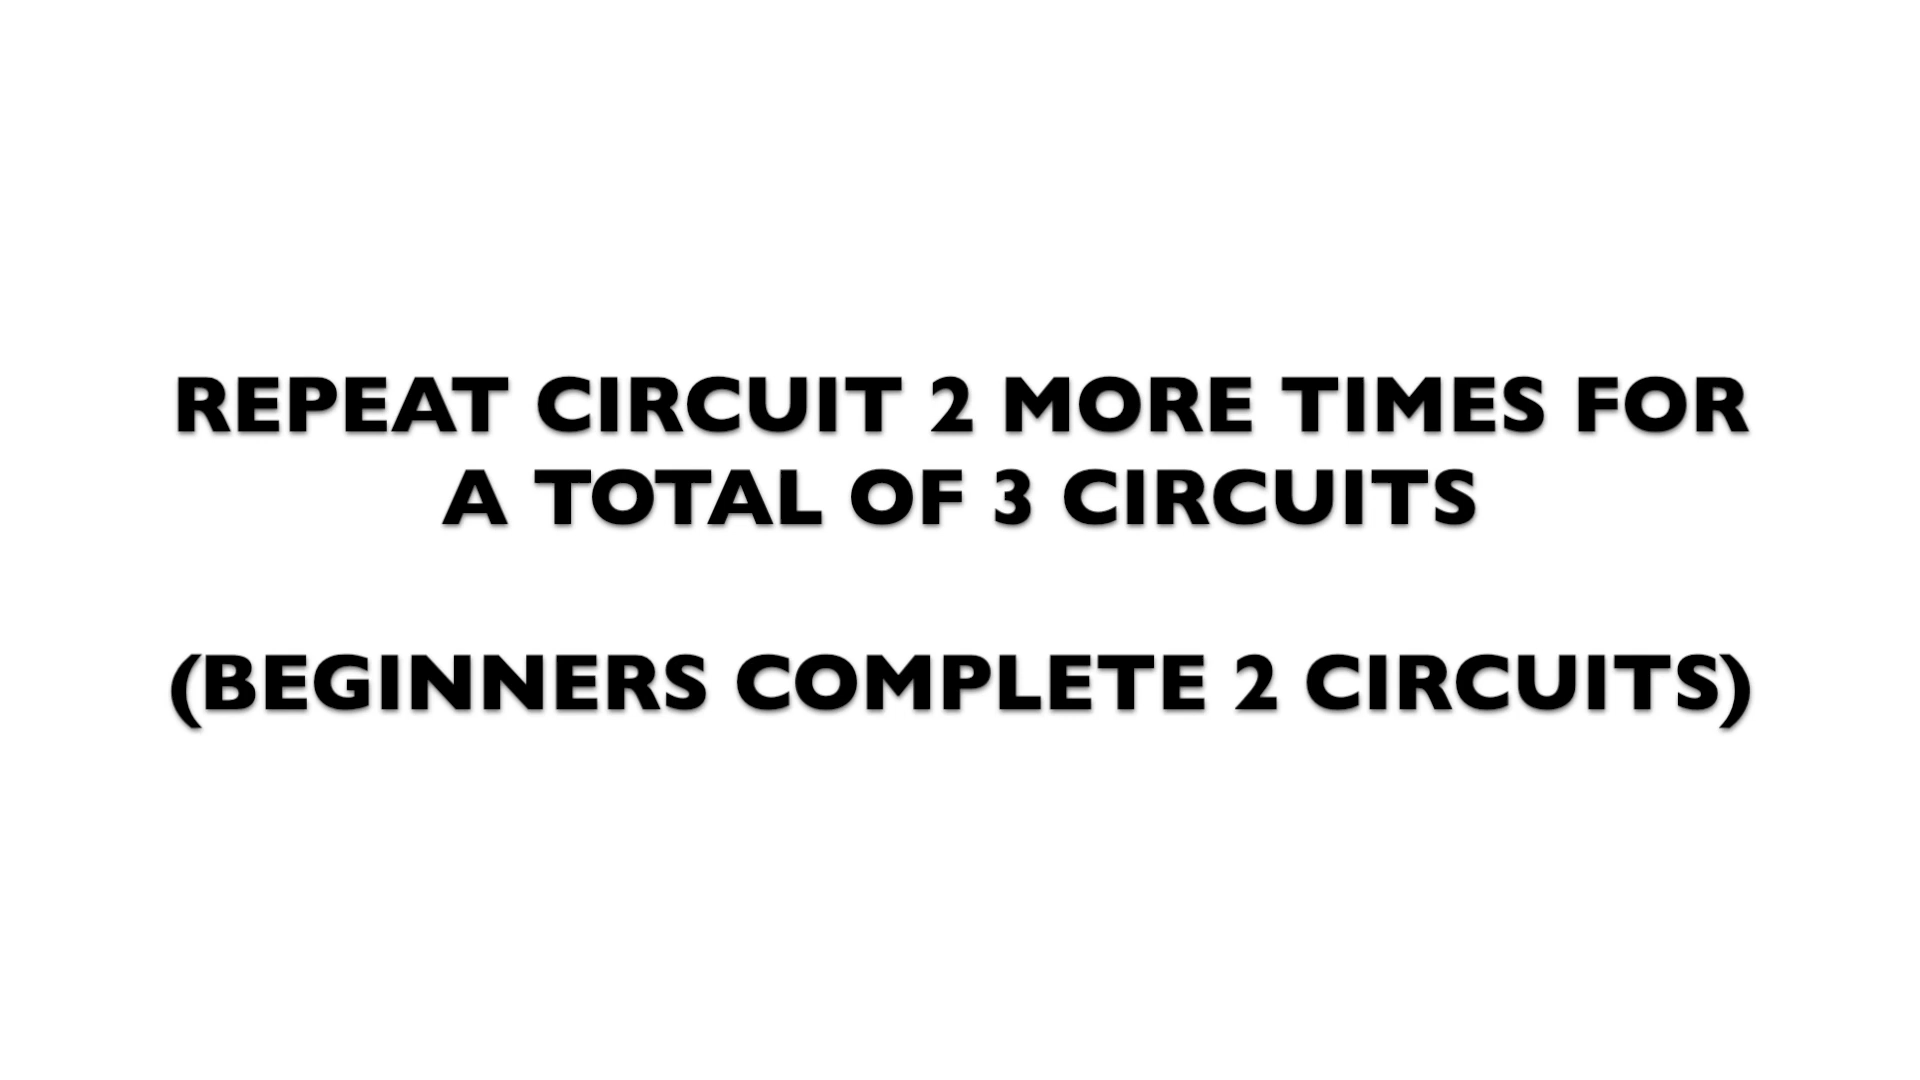 REPEAT CIRCUIT 2 MORE TIMES FOR
A TOTAL OF 3 CIRCUITS
(BEGINNERS COMPLETE 2 CIRCUITS)